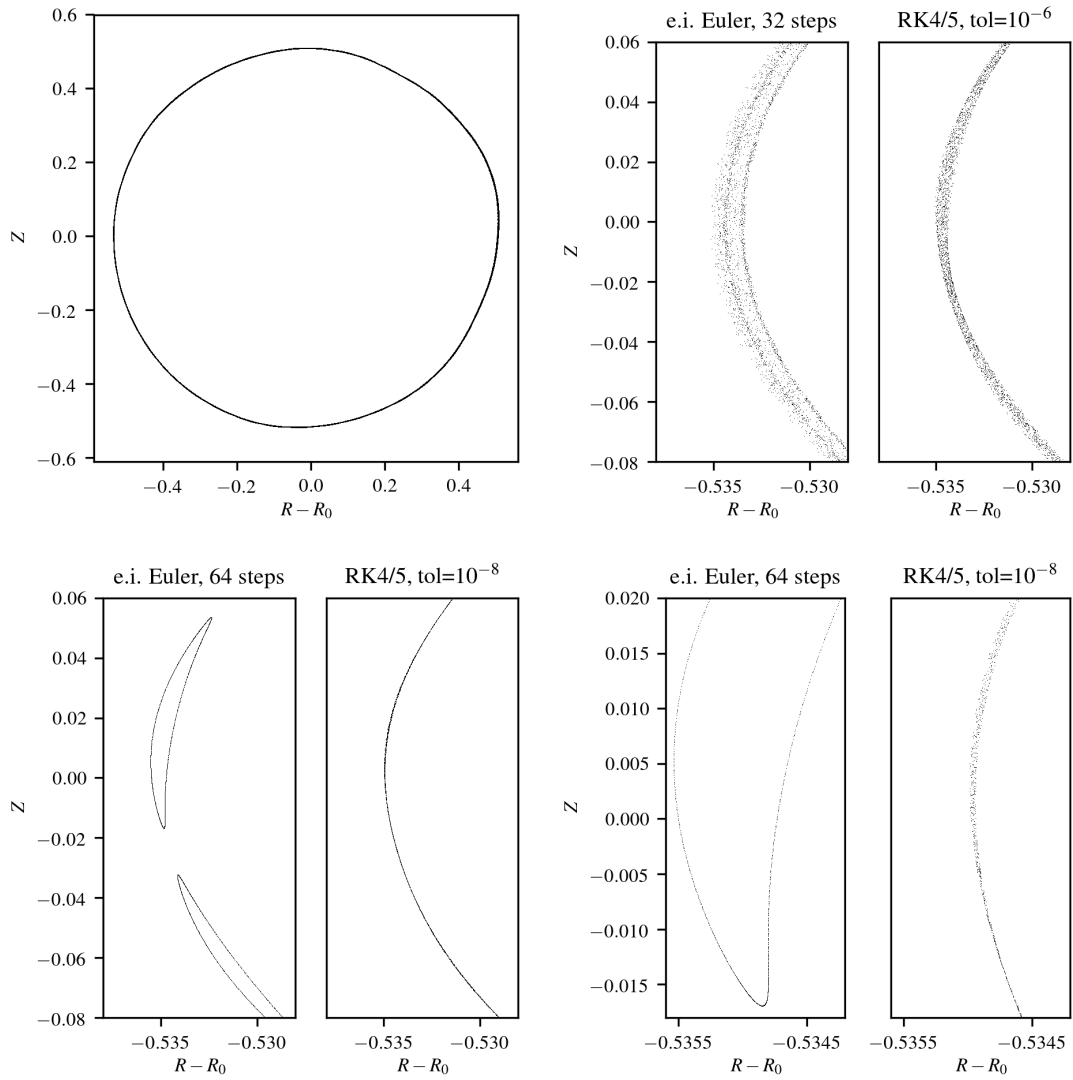 0.6
0.4
0.2
0.0
−0.2
−0.4
−0.6
Z
−0.4 −0.2 0.0 0.2 0.4
R − R0
e.i. Euler, 32 steps
0.06
0.04
0.02
0.00
−0.02
−0.04
−0.06
−0.08
Z
−0.535 −0.530
R − R0
RK4/5, tol=10−6
−0.535 −0.530
R − R0
e.i. Euler, 64 steps
0.06
0.04
0.02
0.00
−0.02
−0.04
−0.06
−0.08
Z
−0.535 −0.530
R − R0
RK4/5, tol=10−8
−0.535 −0.530
R − R0
e.i. Euler, 64 steps
0.020
0.015
0.010
0.005
0.000
−0.005
−0.010
−0.015
Z
−0.5355 −0.5345
R − R0
RK4/5, tol=10−8
−0.5355 −0.5345
R − R0